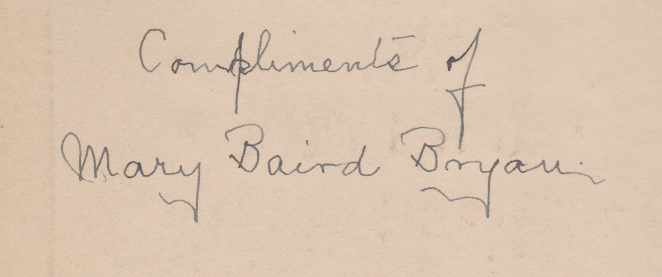 Compliments of
Mary Baird Bryan.